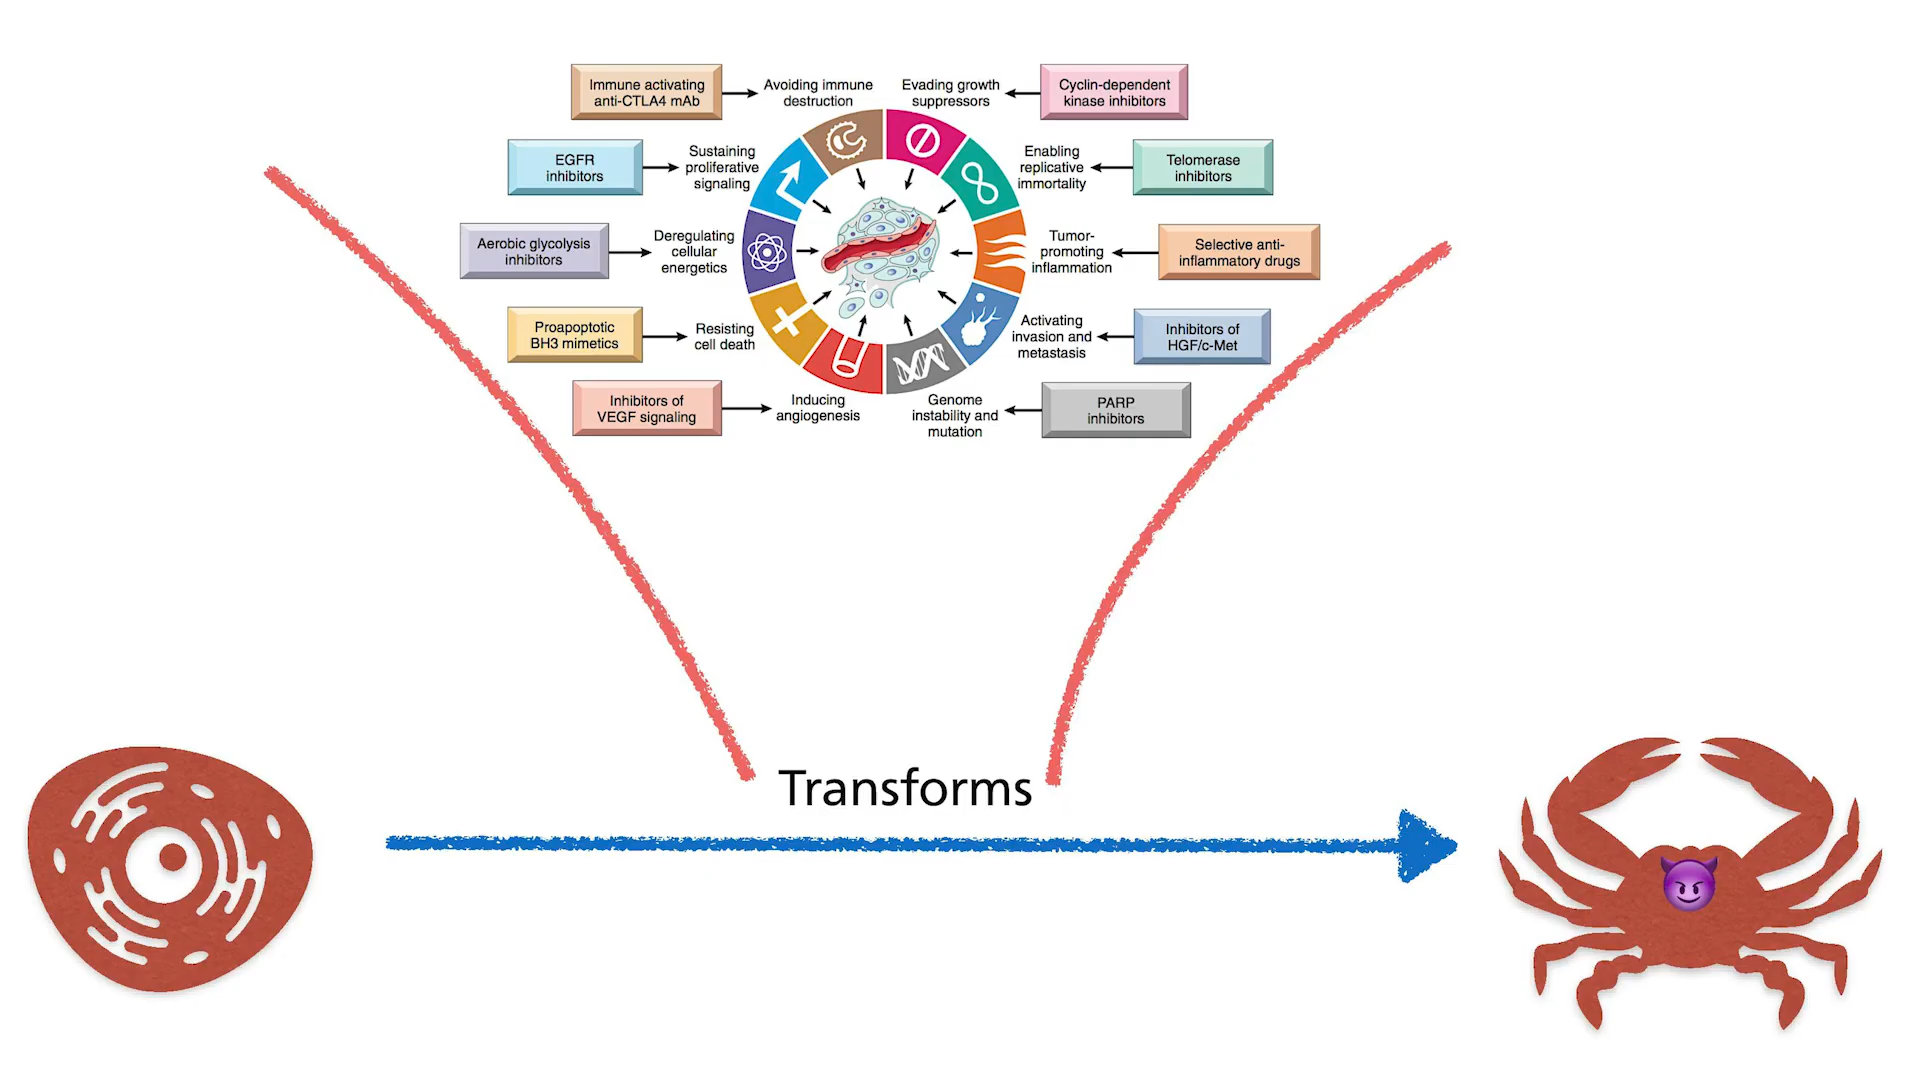 Immune activating
anti-CTLA4 mAb
Avoiding immune
destruction
Evading growth
suppressors
Cyclin-dependent
kinase inhibitors
EGFR
inhibitors
Sustaining
proliferative
signaling
Enabling
replicative
immortality
Telomerase
inhibitors
Aerobic glycolysis
inhibitors
Deregulating
cellular
energetics
Tumor-
promoting
inflammation
Selective anti-
inflammatory drugs
Proapoptotic
BH3 mimetics
Resisting
cell death
Activating
invasion and
metastasis
Inhibitors of
HGF/c-Met
Inhibitors of
VEGF signaling
Inducing
angiogenesis
Genome
instability and
mutation
PARP
inhibitors
Transforms